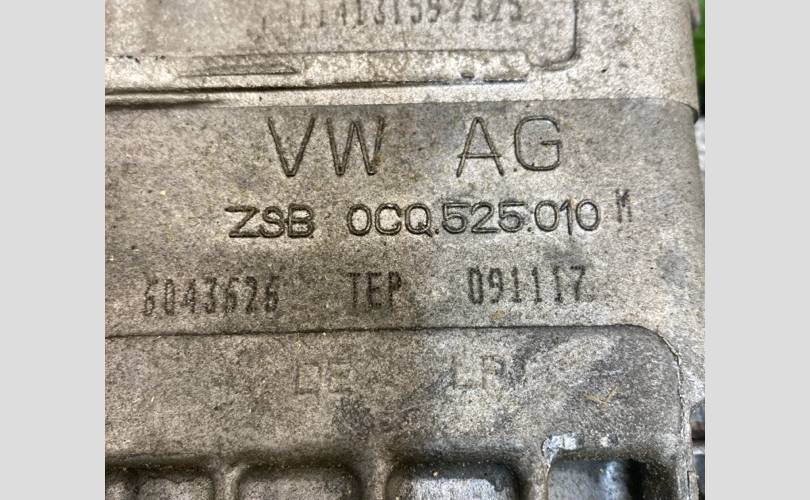 VW AG
ZSB 0CQ.525.010 M
6043626 TEP 091117